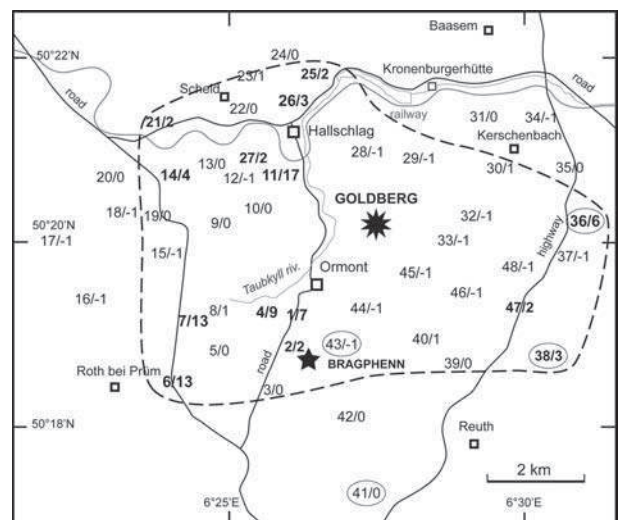 Baasem
24/0
50°22'N
23/1
25/2
Kronenburgerhütte
Scheid
road
road
22/0
26/3
railway
31/0
34/-1
21/2
Hallschlag
Kerschenbach
28/-1
29/-1
27/2
13/0
14/4
12/-1
11/17
30/1
35/0
20/0
GOLDBERG
10/0
18/-1
19/0
9/0
32/-1
36/6
50°20'N
17/-1
33/-1
highway
15/-1
37/-1
Ormont
48/-1
45/-1
Taubkyll riv.
46/-1
16/-1
8/1
4/9
1/7
44/-1
47/2
7/13
2/2
43/-1
40/1
5/0
38/3
BRAGPHENN
road
39/0
Roth bei Prüm
6/13
3/0
42/0
50°18'N
Reuth
2 km
41/0
6°25'E
6°30'E